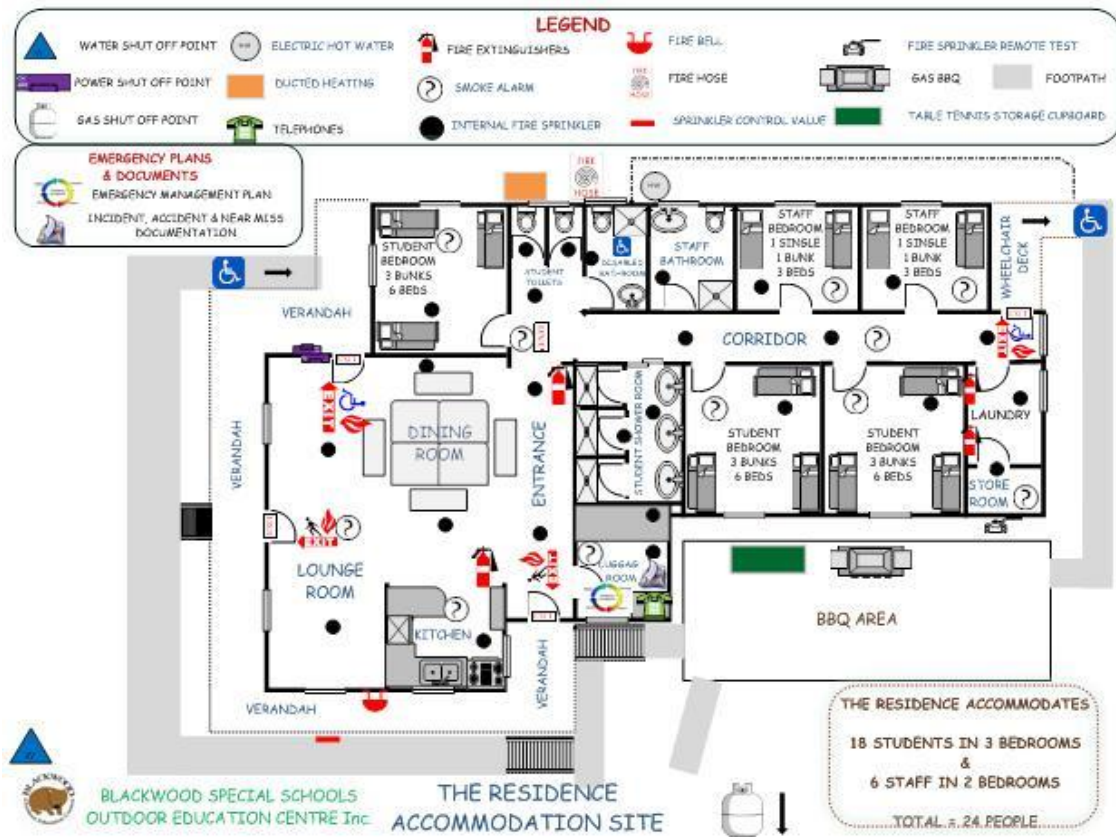 LEGEND
WATER SHUT OFF POINT
ELECTRIC HOT WATER
FIRE EXTINGUISHERS
FIRE BELL
FIRE SPRINKLER REMOTE TEST
POWER SHUT OFF POINT
DUCTED HEATING
SMOKE ALARM
FIRE HOSE
GAS BBQ
FOOTPATH
GAS SHUT OFF POINT
TELEPHONES
INTERNAL FIRE SPRINKLER
SPRINKLER CONTROL VALUE
TABLE TENNIS STORAGE CUPBOARD
EMERGENCY PLANS
& DOCUMENTS
EMERGENCY MANAGEMENT PLAN
INCIDENT, ACCIDENT & NEAR MISS
DOCUMENTATION
FIRE
HOSE
STUDENT
BEDROOM
3 BUNKS
6 BEDS
STUDENT
TOILETS
DISABLED
BATHROOM
STAFF
BATHROOM
STAFF
BEDROOM
1 SINGLE
1 BUNK
3 BEDS
STAFF
BEDROOM
1 SINGLE
1 BUNK
3 BEDS
WHEELCHAIR
DECK
VERANDAH
CORRIDOR
EXIT
EXIT
VERANDAH
DINING
ROOM
ENTRANCE
STUDENT SHOWER ROOM
STUDENT
BEDROOM
3 BUNKS
6 BEDS
STUDENT
BEDROOM
3 BUNKS
6 BEDS
LAUNDRY
STORE
ROOM
EXIT
LOUNGE
ROOM
EXIT
LUGGAG
ROOM
KITCHEN
BBQ AREA
VERANDAH
VERANDAH
THE RESIDENCE ACCOMMODATES
18 STUDENTS IN 3 BEDROOMS
&
6 STAFF IN 2 BEDROOMS
TOTAL = 24 PEOPLE
BLACKWOOD
BLACKWOOD SPECIAL SCHOOLS
OUTDOOR EDUCATION CENTRE Inc.
THE RESIDENCE
ACCOMMODATION SITE